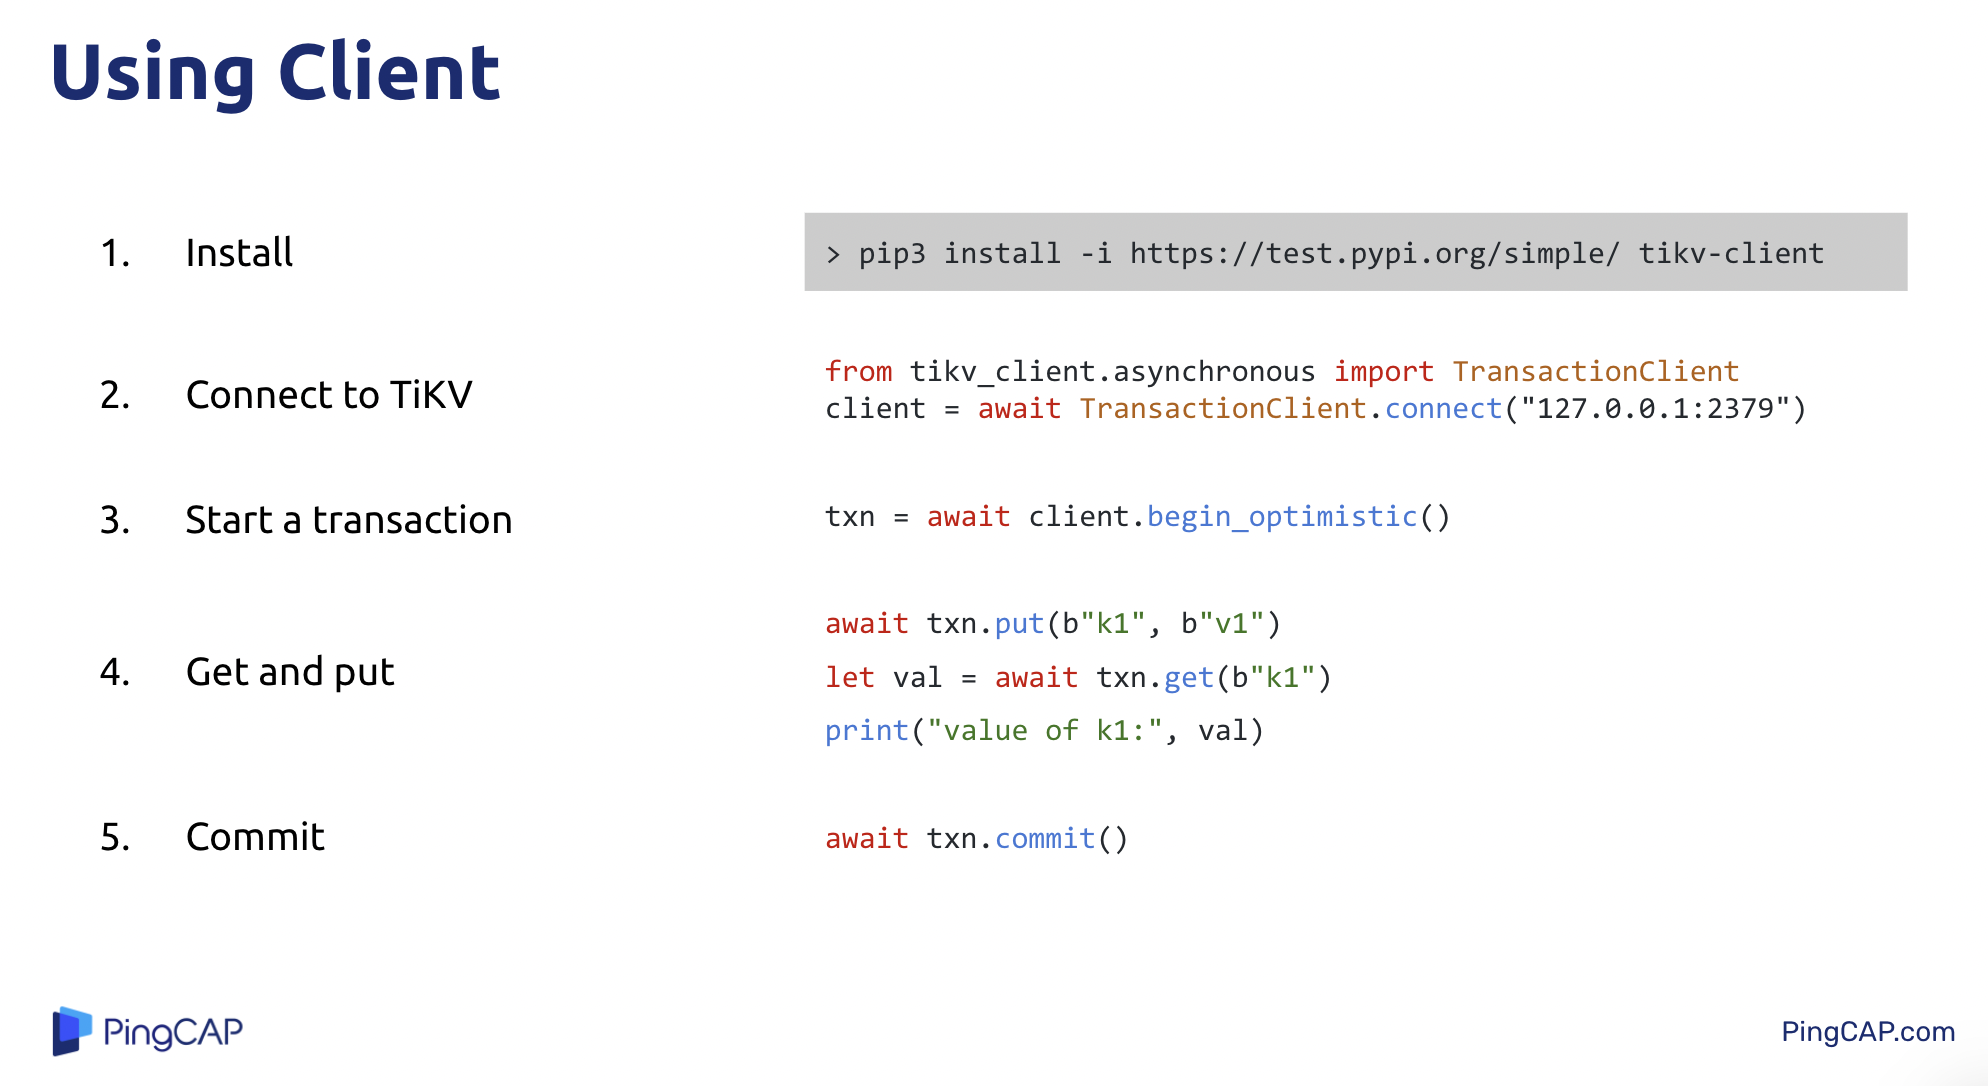 Using Client
1. Install
> pip3 install -i https://test.pypi.org/simple/ tikv-client
2. Connect to TiKV
from tikv_client.asynchronous import TransactionClient
client = await TransactionClient.connect("127.0.0.1:2379")
3. Start a transaction
txn = await client.begin_optimistic()
4. Get and put
await txn.put(b"k1", b"v1")
let val = await txn.get(b"k1")
print("value of k1:", val)
5. Commit
await txn.commit()
PingCAP
PingCAP.com